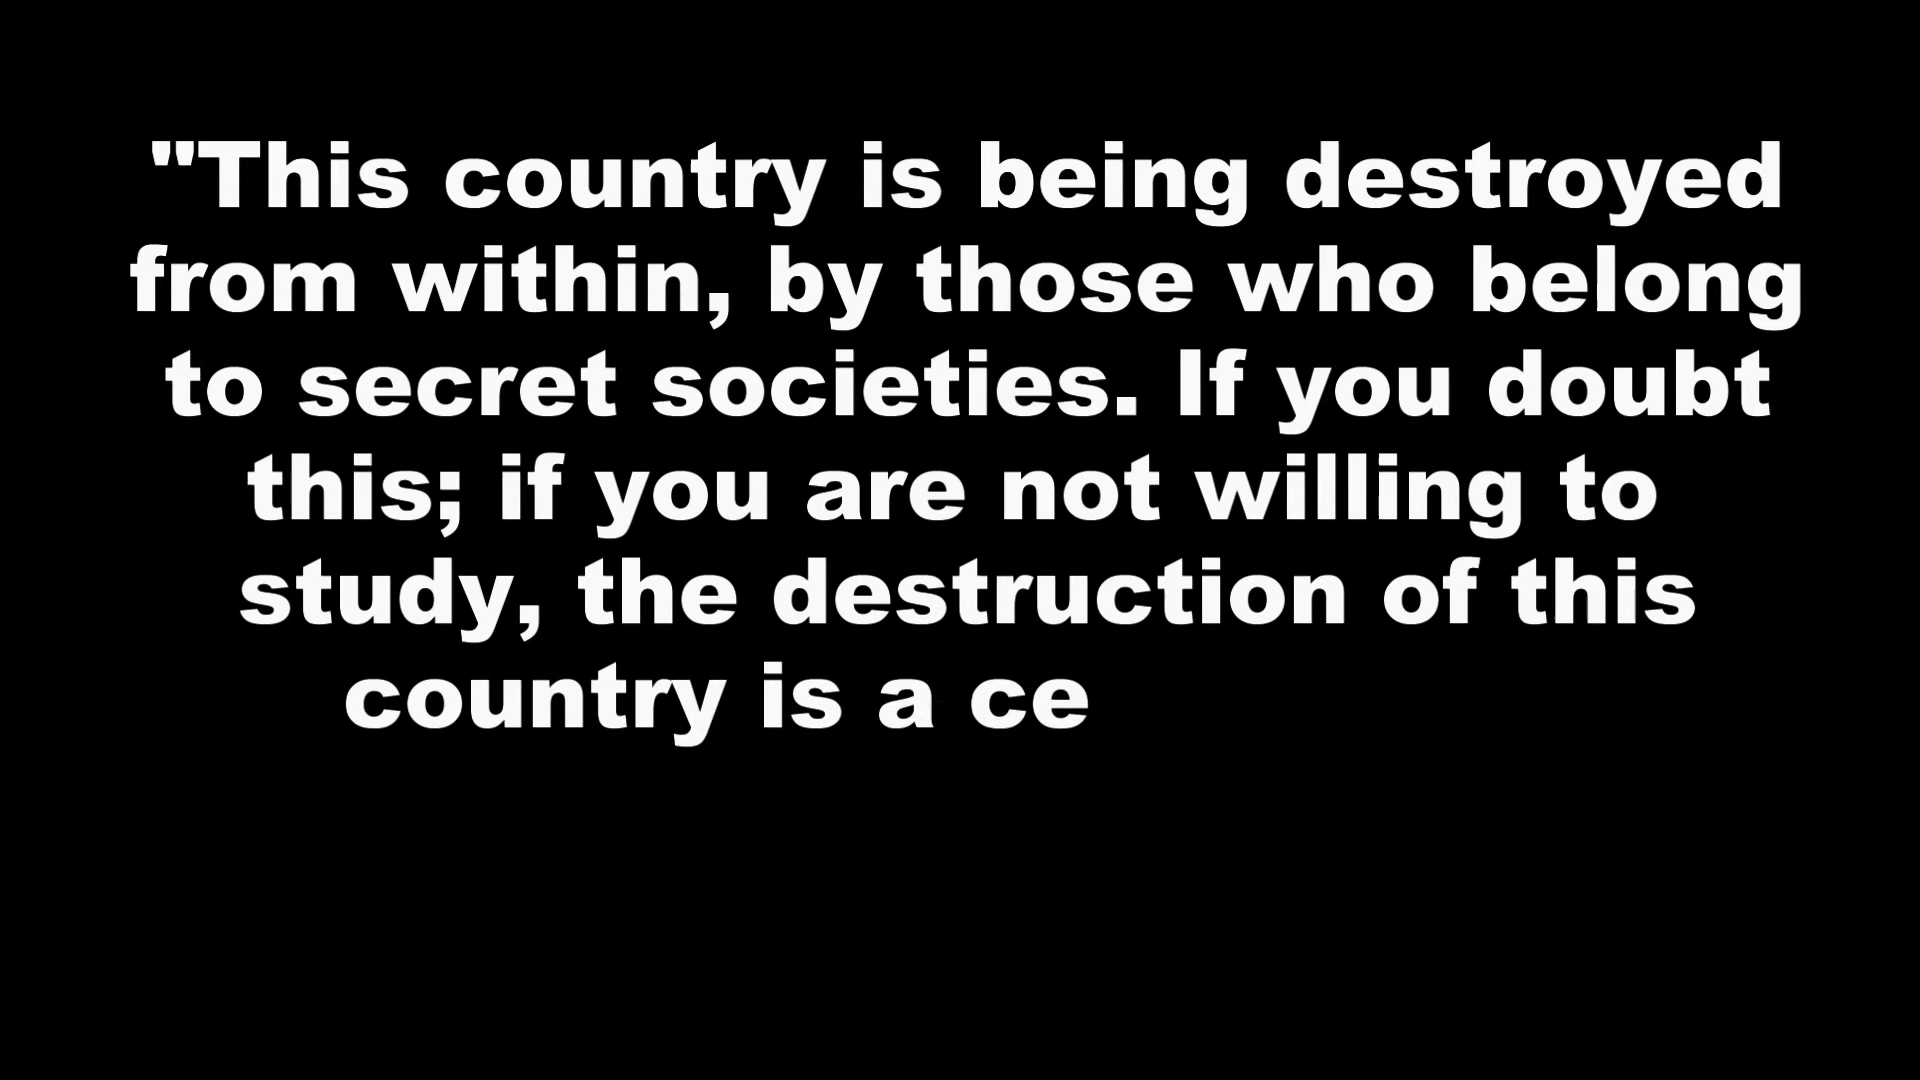 "This country is being destroyed
from within, by those who belong
to secret societies. If you doubt
this; if you are not willing to
study, the destruction of this
country is a ce